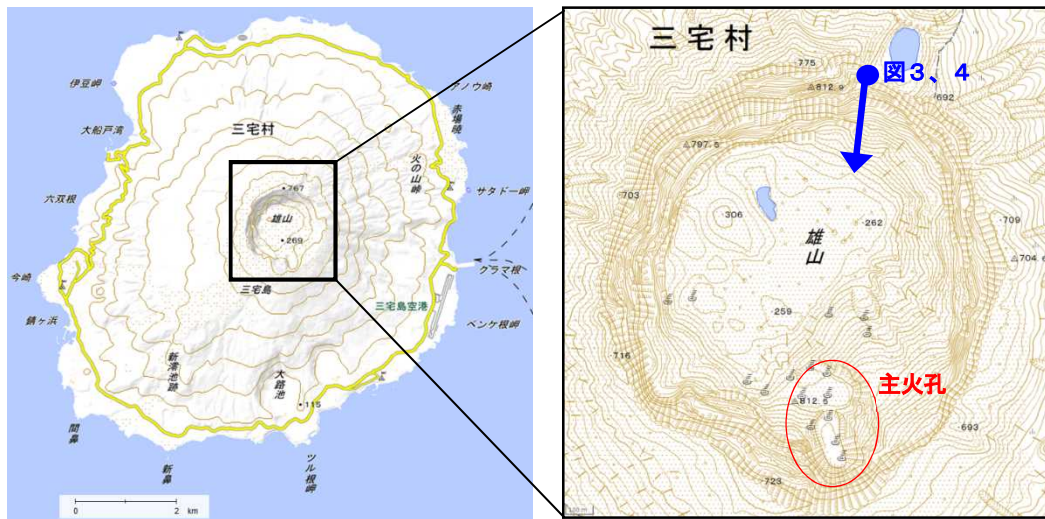 アノウ崎
伊豆岬
赤場暁
大船戸湾
三宅村
火の山峠
サタドー岬
六双根
767
雄山
269
今崎
三宅島
グラマ根
錆ヶ浜
三宅島空港
ベンケ根岬
新澪池跡
大路池
115
間鼻
新鼻
ツル根岬
0
2
km
三宅村
775
図3、4
812.9
692
797.5
703
306
262
709
雄山
704.6
259
716
主火孔
812.5
693
723